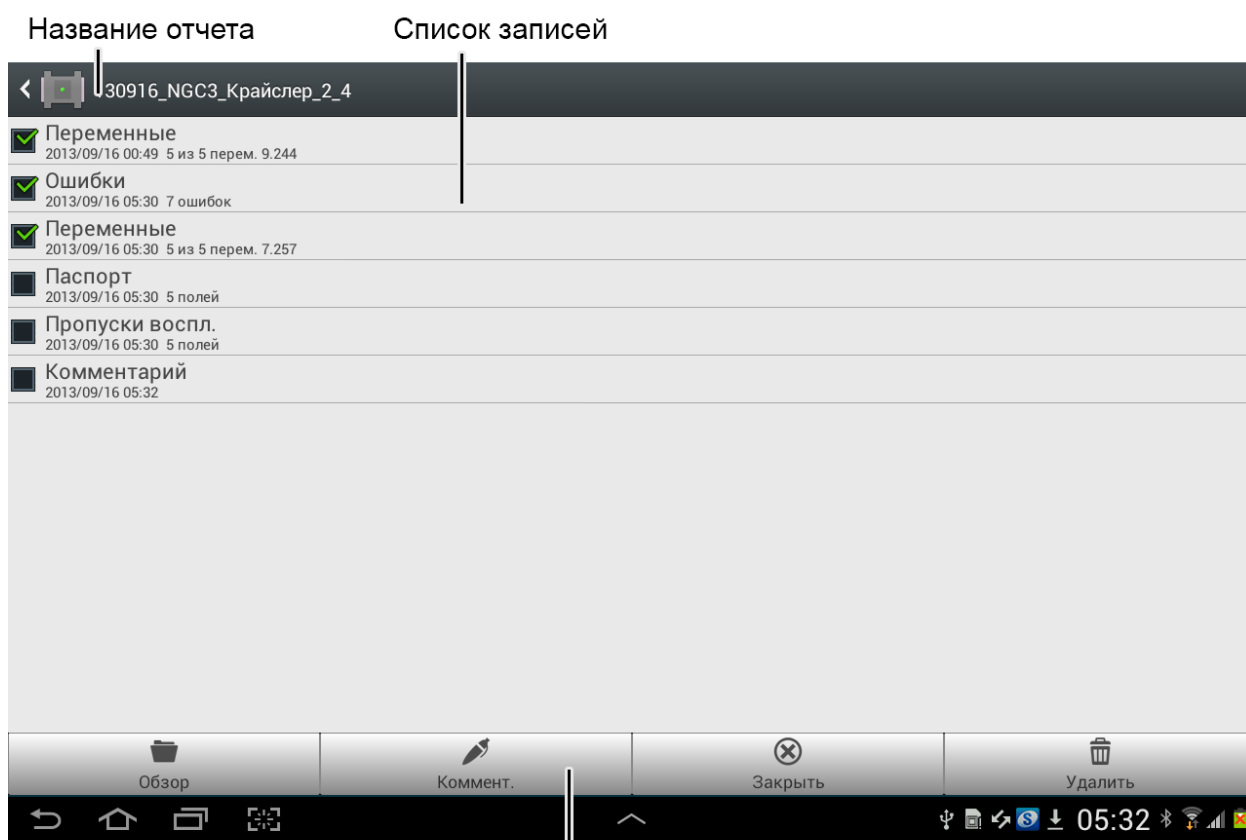 Название отчета
Список записей
30916_NGC3_Крайслер_2_4
Переменные
2013/09/16 00:49 5 из 5 перем. 9.244
Ошибки
2013/09/16 05:30 7 ошибок
Переменные
2013/09/16 05:30 5 из 5 перем. 7.257
Паспорт
2013/09/16 05:30 5 полей
Пропуски воспл.
2013/09/16 05:30 5 полей
Комментарий
2013/09/16 05:32
Обзор
Коммент.
Закрыть
Удалить
05:32